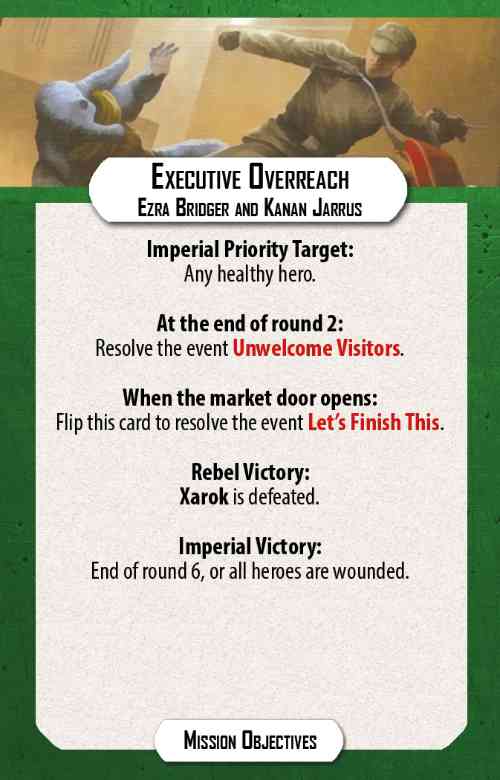 Executive Overreach
Ezra Bridger and Kanan Jarrus
Imperial Priority Target:
Any healthy hero.
At the end of round 2:
Resolve the event Unwelcome Visitors.
When the market door opens:
Flip this card to resolve the event Let's Finish This.
Rebel Victory:
Xarok is defeated.
Imperial Victory:
End of round 6, or all heroes are wounded.
Mission Objectives